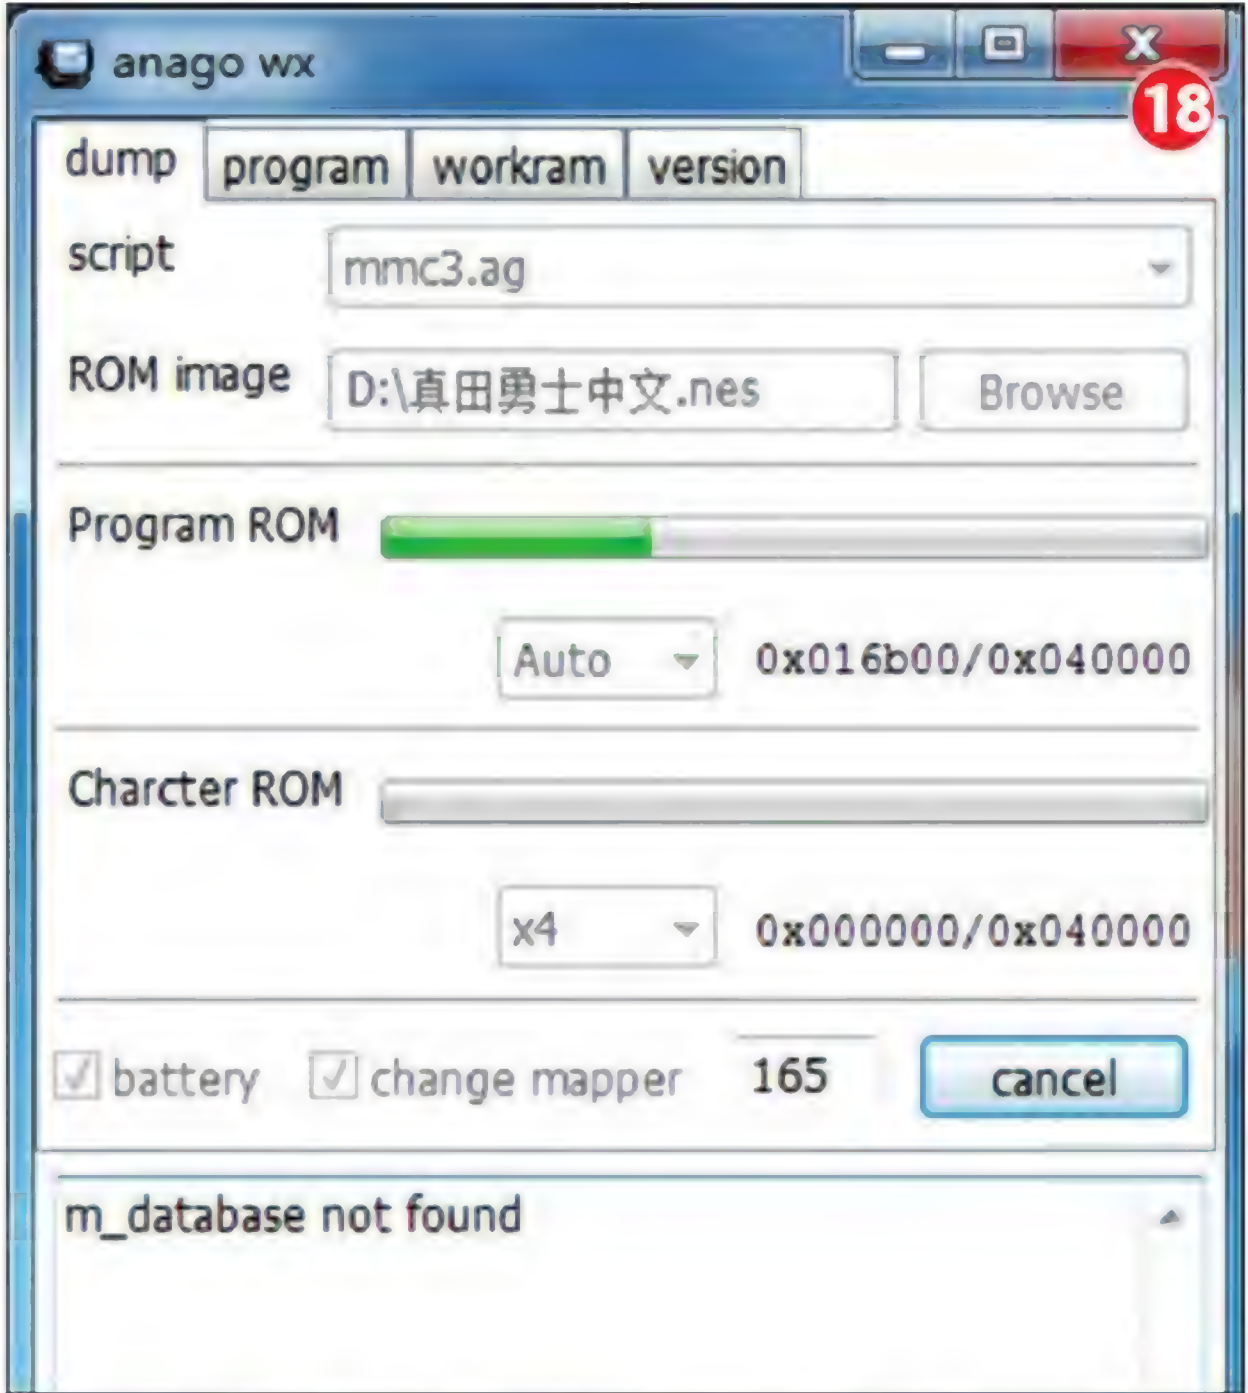 anago wx
18
dump program workram version
script mmc3.ag
ROM image D:\真田勇士中文.nes Browse
Program ROM
Auto 0x016b00/0x040000
Charcter ROM
x4 0x000000/0x040000
battery change mapper 165 cancel
m_database not found